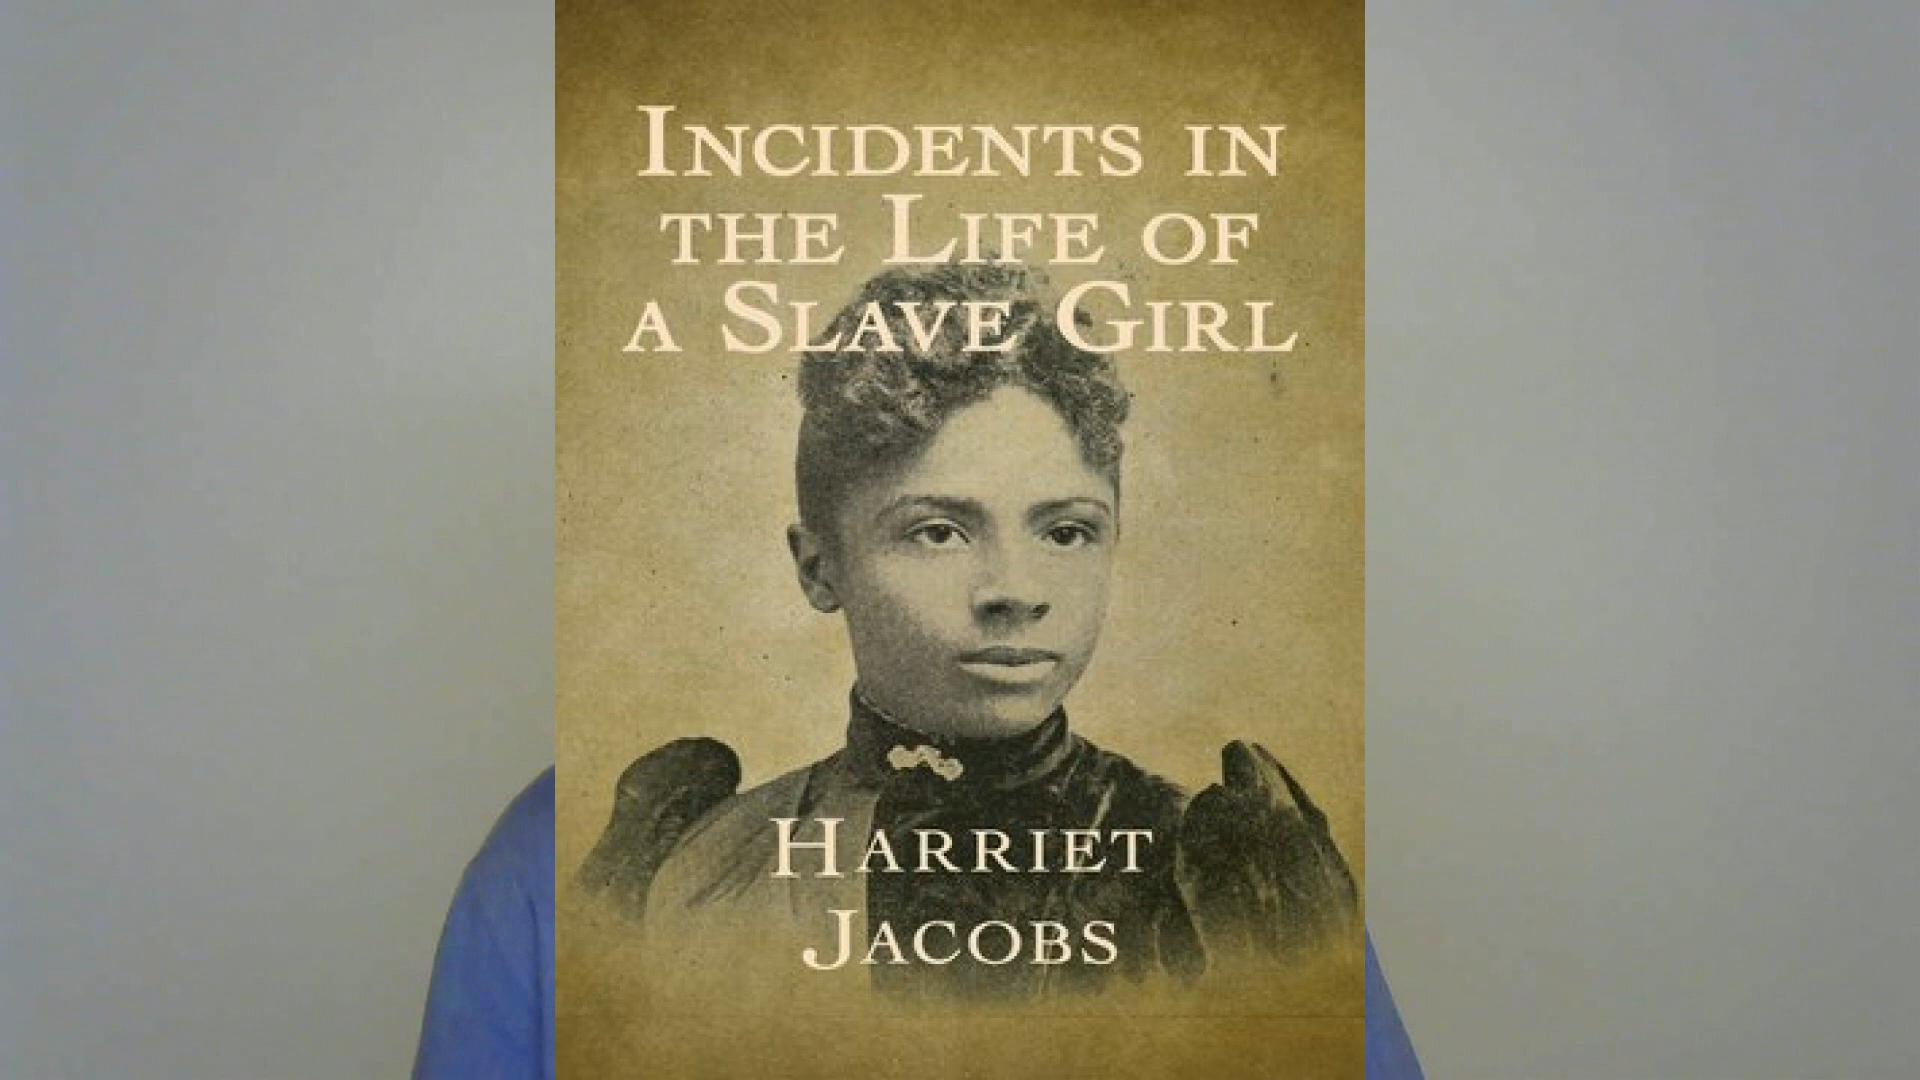 INCIDENTS IN
THE LIFE OF
A SLAVE GIRL
HARRIET
JACOBS